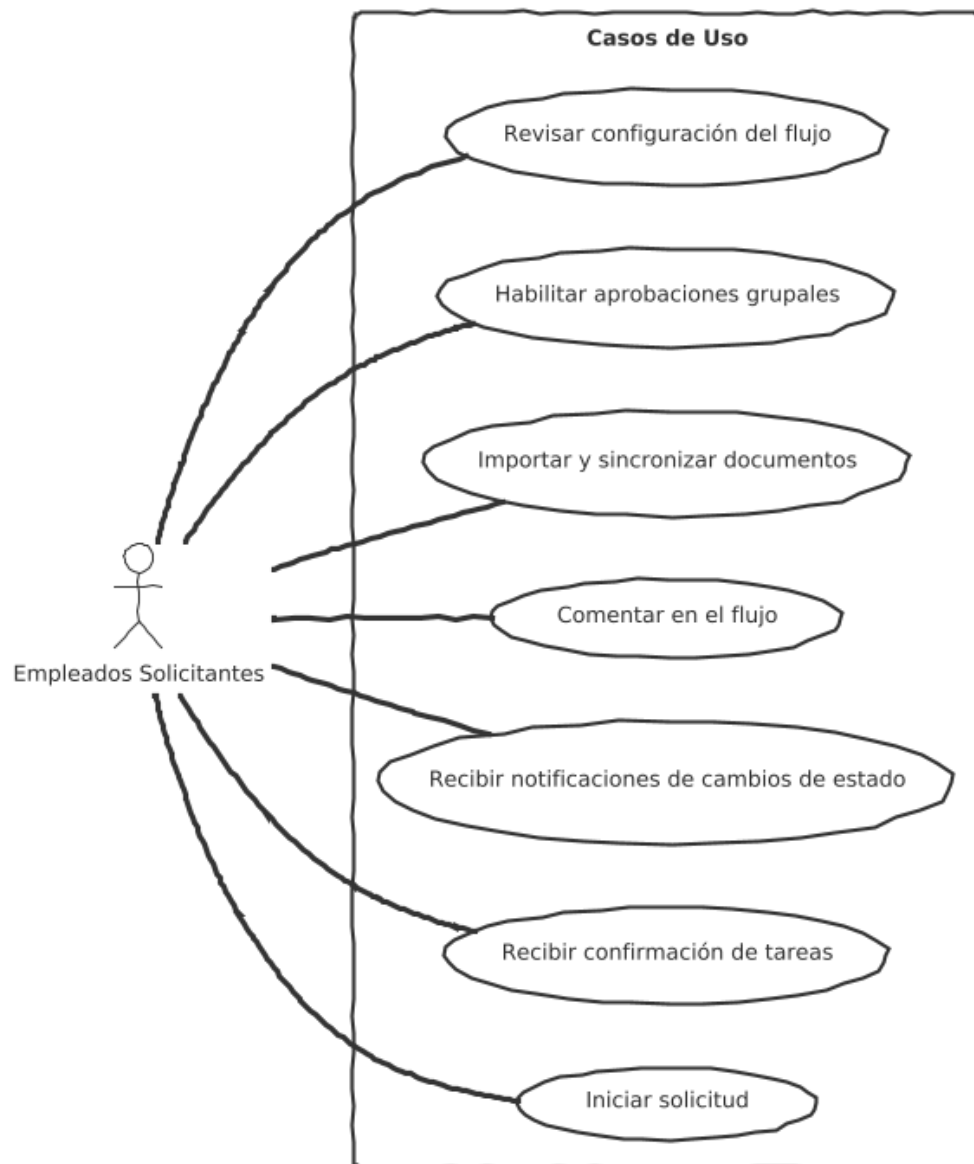 Casos de Uso
Revisar configuración del flujo
Habilitar aprobaciones grupales
Importar y sincronizar documentos
Comentar en el flujo
Empleados Solicitantes
Recibir notificaciones de cambios de estado
Recibir confirmación de tareas
Iniciar solicitud